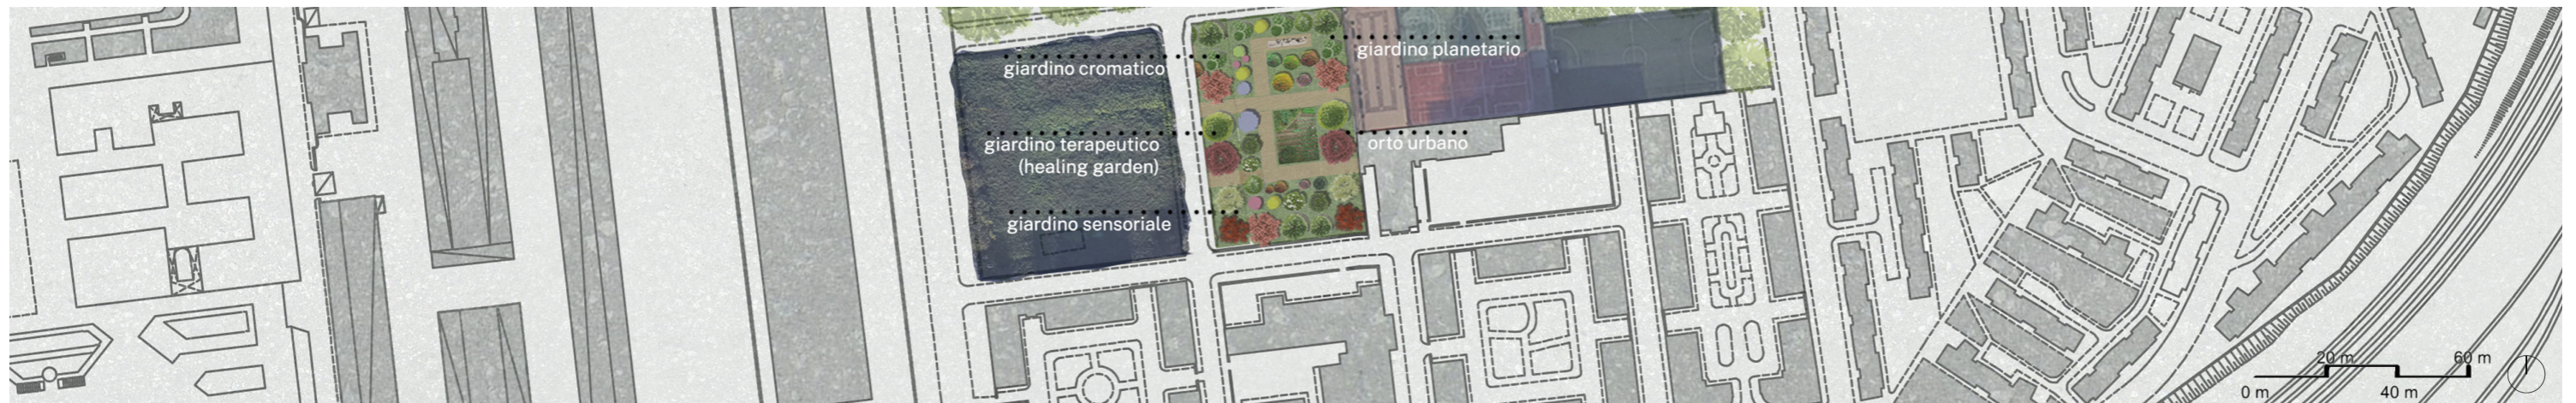 giardino planetario
giardino cromatico
giardino terapeutico
(healing garden)
orto urbano
giardino sensoriale
20 m
60 m
0 m
40 m